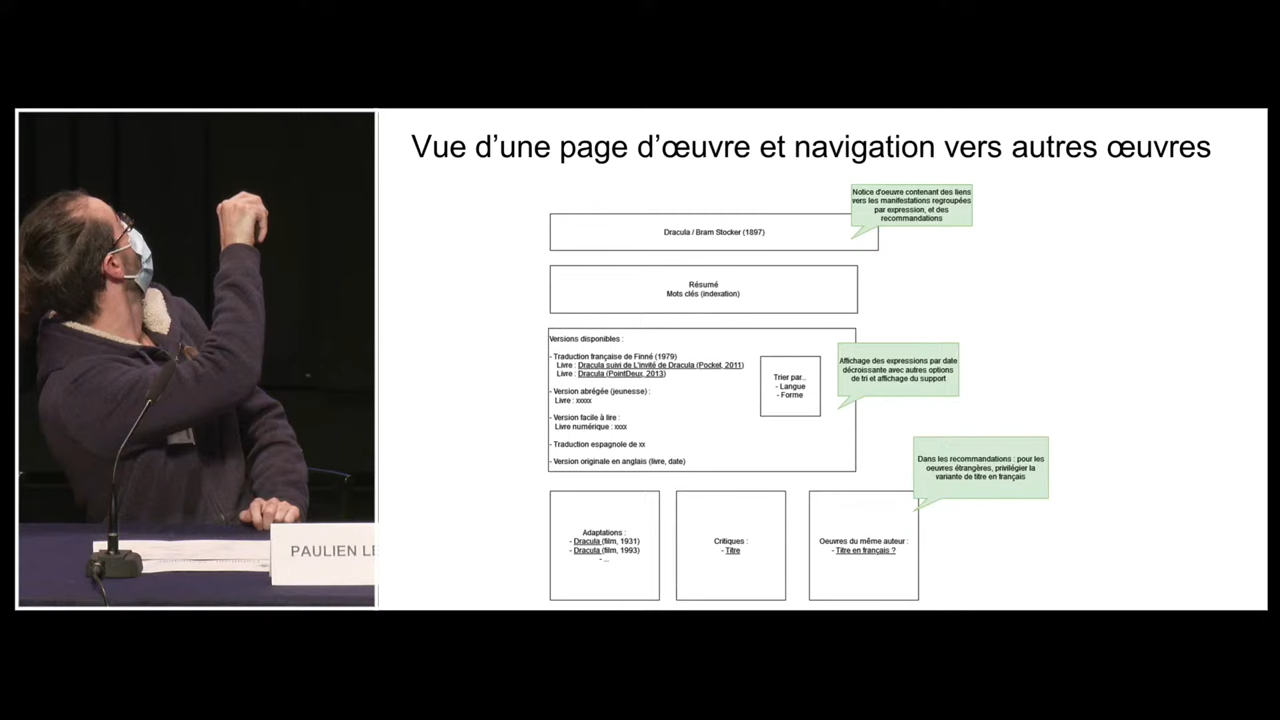 Vue d'une page d'œuvre et navigation vers autres œuvres
Notice d'oeuvre contenant des liens
vers les manifestations regroupées
par expression, et des
recommandations
Dracula / Bram Stocker (1897)
Résumé
Mots clés (indexation)
Versions disponibles :
- Traduction française de Finné (1979)
Livre : Dracula suivi de L'invité de Dracula (Pocket, 2011)
Livre : Dracula (PointDeux, 2013)
- Version abrégée (jeunesse) :
Livre : xxxxx
- Version facile à lire :
Livre numérique : xxxx
- Traduction espagnole de xx
- Version originale en anglais (livre, date)
Trier par...
- Langue
- Forme
Affichage des expressions par date
décroissante avec autres options
de tri et affichage du support
Dans les recommandations : pour les
oeuvres étrangères, privilégier la
variante de titre en français
Adaptations :
- Dracula (film, 1931)
- Dracula (film, 1993)
- ...
Critiques :
- Titre
Oeuvres du même auteur :
- Titre en français ?
PAULIEN LE